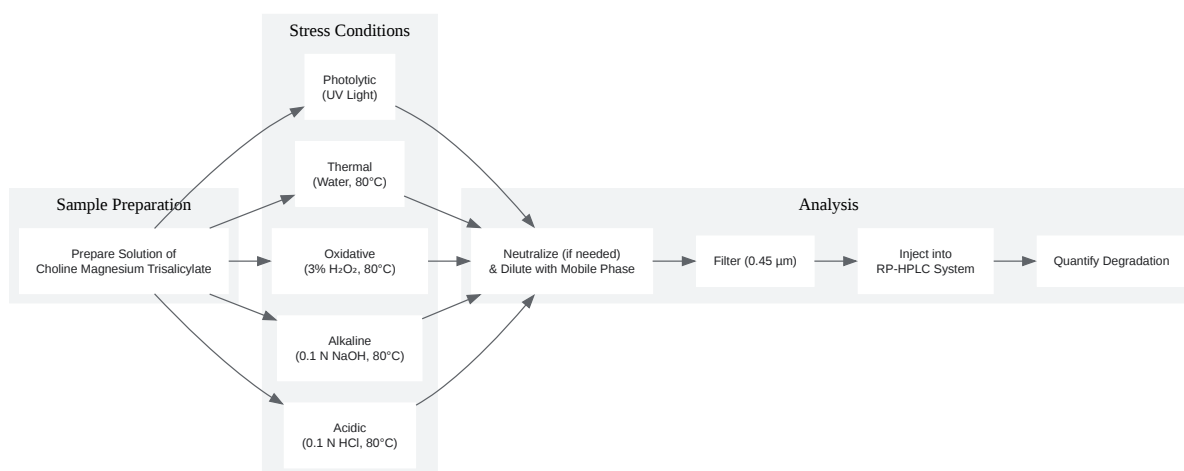 Stress Conditions
Photolytic
(UV Light)
Thermal
(Water, 80°C)
Sample Preparation
Analysis
Prepare Solution of
Choline Magnesium Trisalicylate
Oxidative
(3% H₂O₂, 80°C)
Neutralize (if needed)
& Dilute with Mobile Phase
Filter (0.45 µm)
Inject into
RP-HPLC System
Quantify Degradation
Alkaline
(0.1 N NaOH, 80°C)
Acidic
(0.1 N HCl, 80°C)